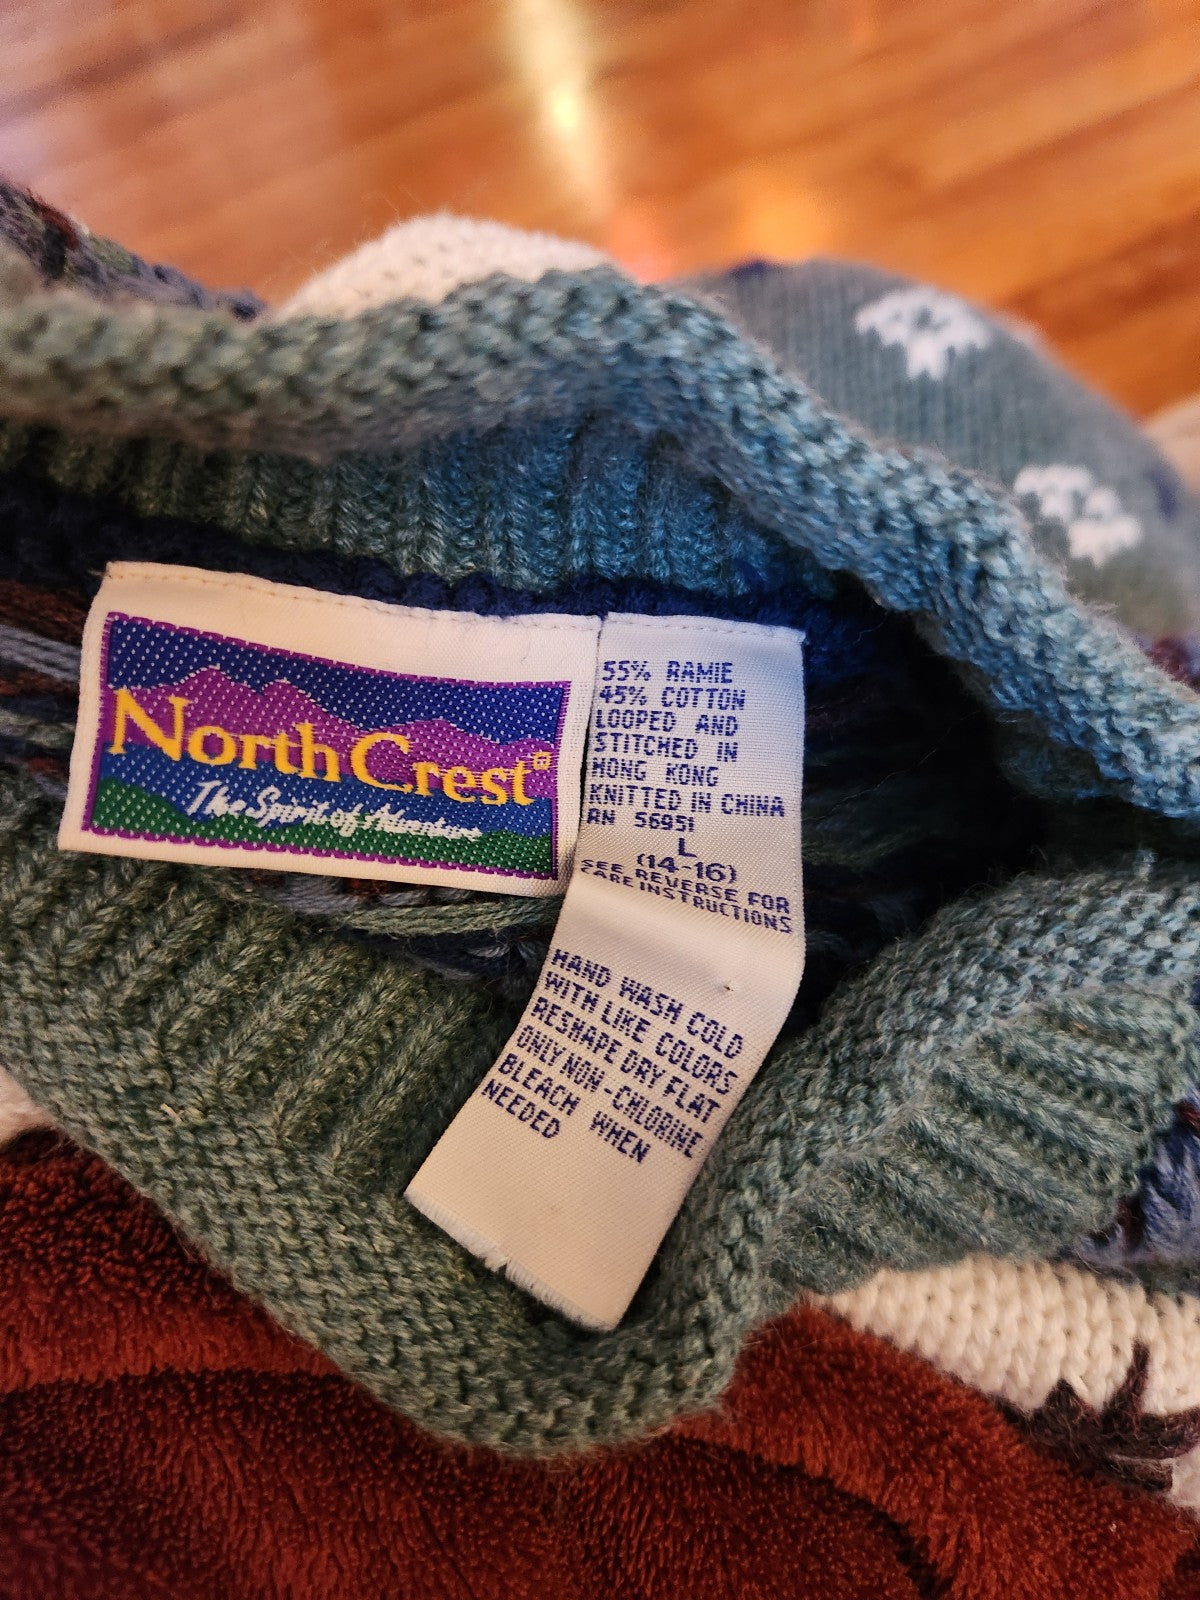 North Crest
The Spirit of Adventure
55% RAMIE
45% COTTON
LOOPED AND
STITCHED IN
HONG KONG
KNITTED IN CHINA
RN 56951
L
(14-16)
SEE REVERSE FOR
CARE INSTRUCTIONS
HAND WASH COLD
WITH LIKE COLORS
RESHAPE DRY FLAT
ONLY NON-CHLORINE
BLEACH WHEN
NEEDED